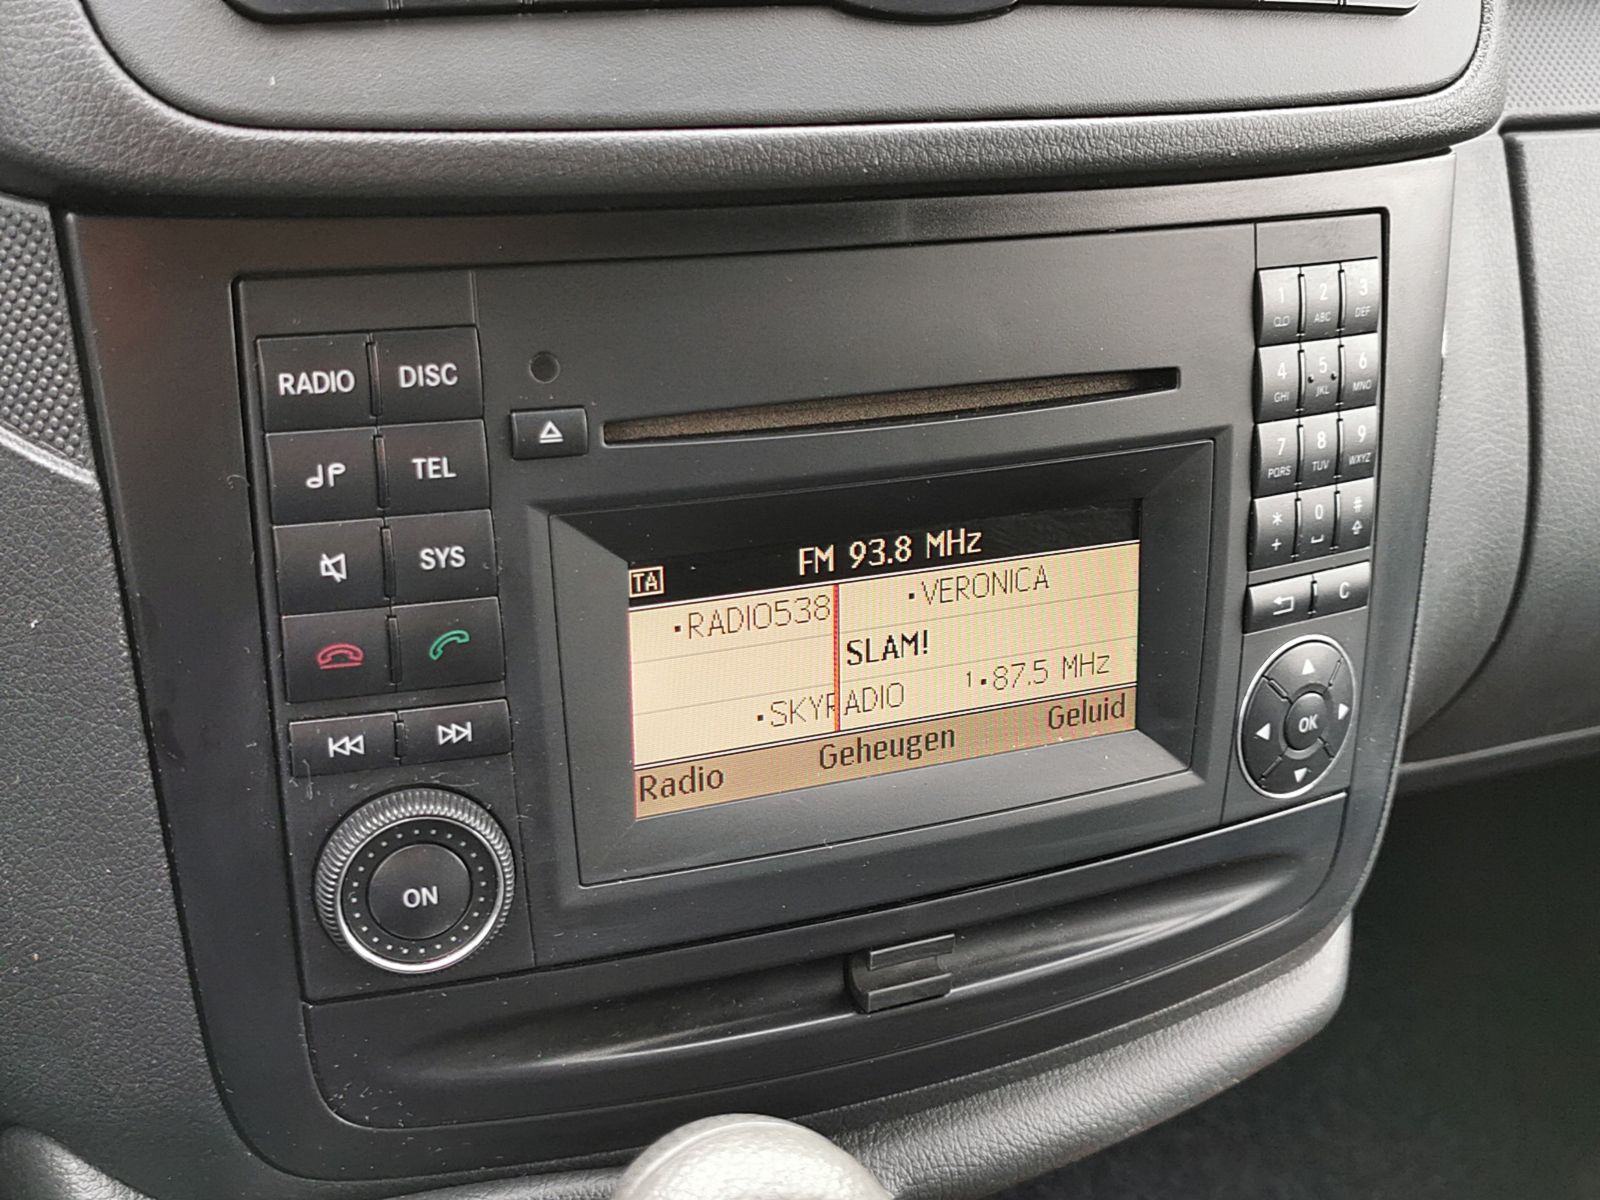 RADIO DISC
TEL
SYS
ON
FM 93.8 MHz
TA
RADIO538 VERONICA
SLAM!
SKYRADIO 1 87.5 MHz
Radio Geheugen Geluid
1 2 3
ABC DEF
4 5 6
GHI JKL MNO
7 8 9
PQRS TUV WXYZ
* 0 #
+
C
OK